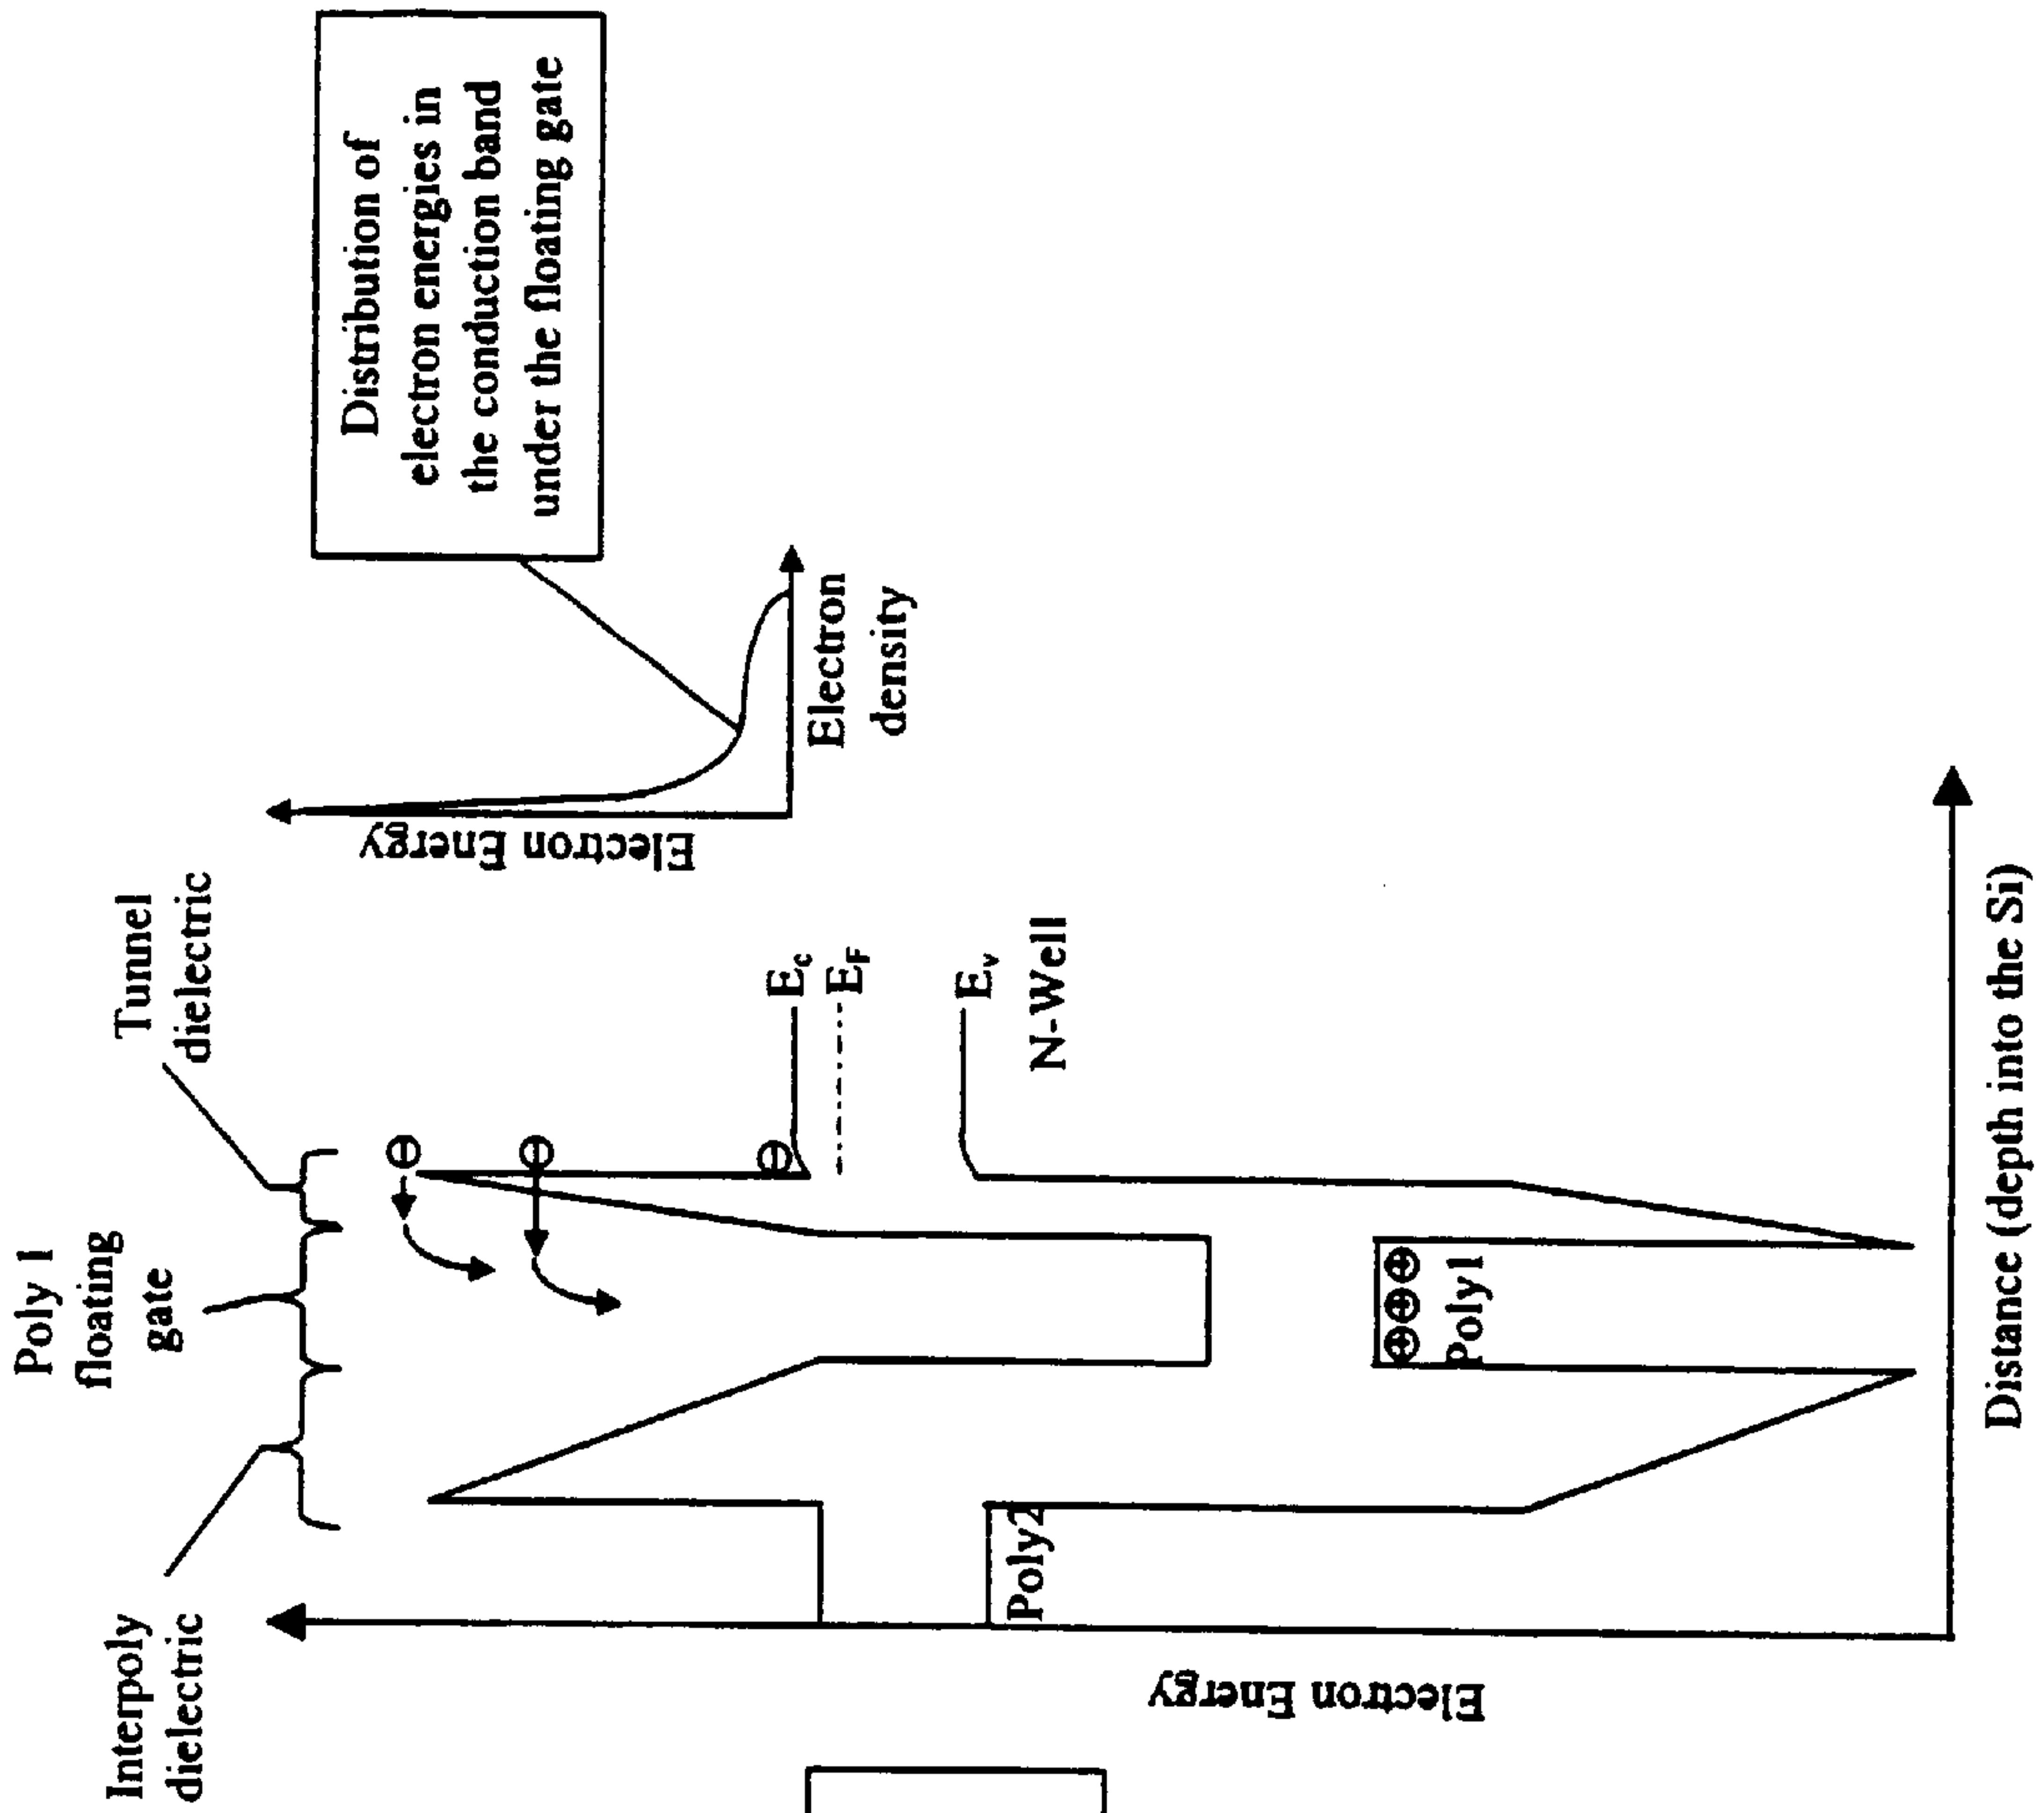 Interpoly
dielectric
Poly 1
floating
gate
Tunnel
dielectric
Distribution of
electron energies in
the conduction band
under the floating gate
Electron Energy
Electron
density
Ec
EF
Ev
N-Well
Poly2
Poly1
Electron Energy
Distance (depth into the Si)